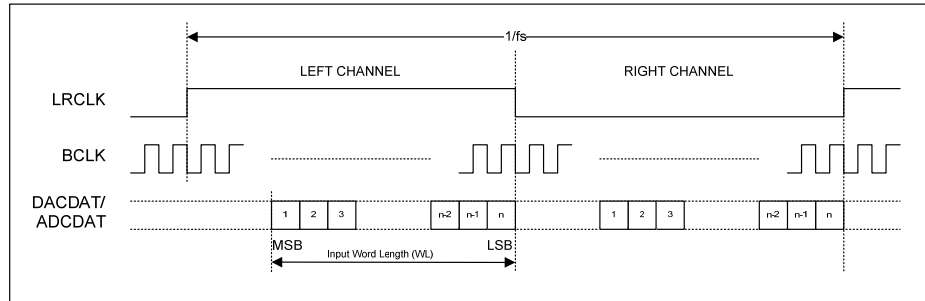 1/fs
LEFT CHANNEL RIGHT CHANNEL
LRCLK
BCLK
DACDAT/
ADCDAT
1 2 3 n-2 n-1 n 1 2 3 n-2 n-1 n
MSB LSB
Input Word Length (WL)